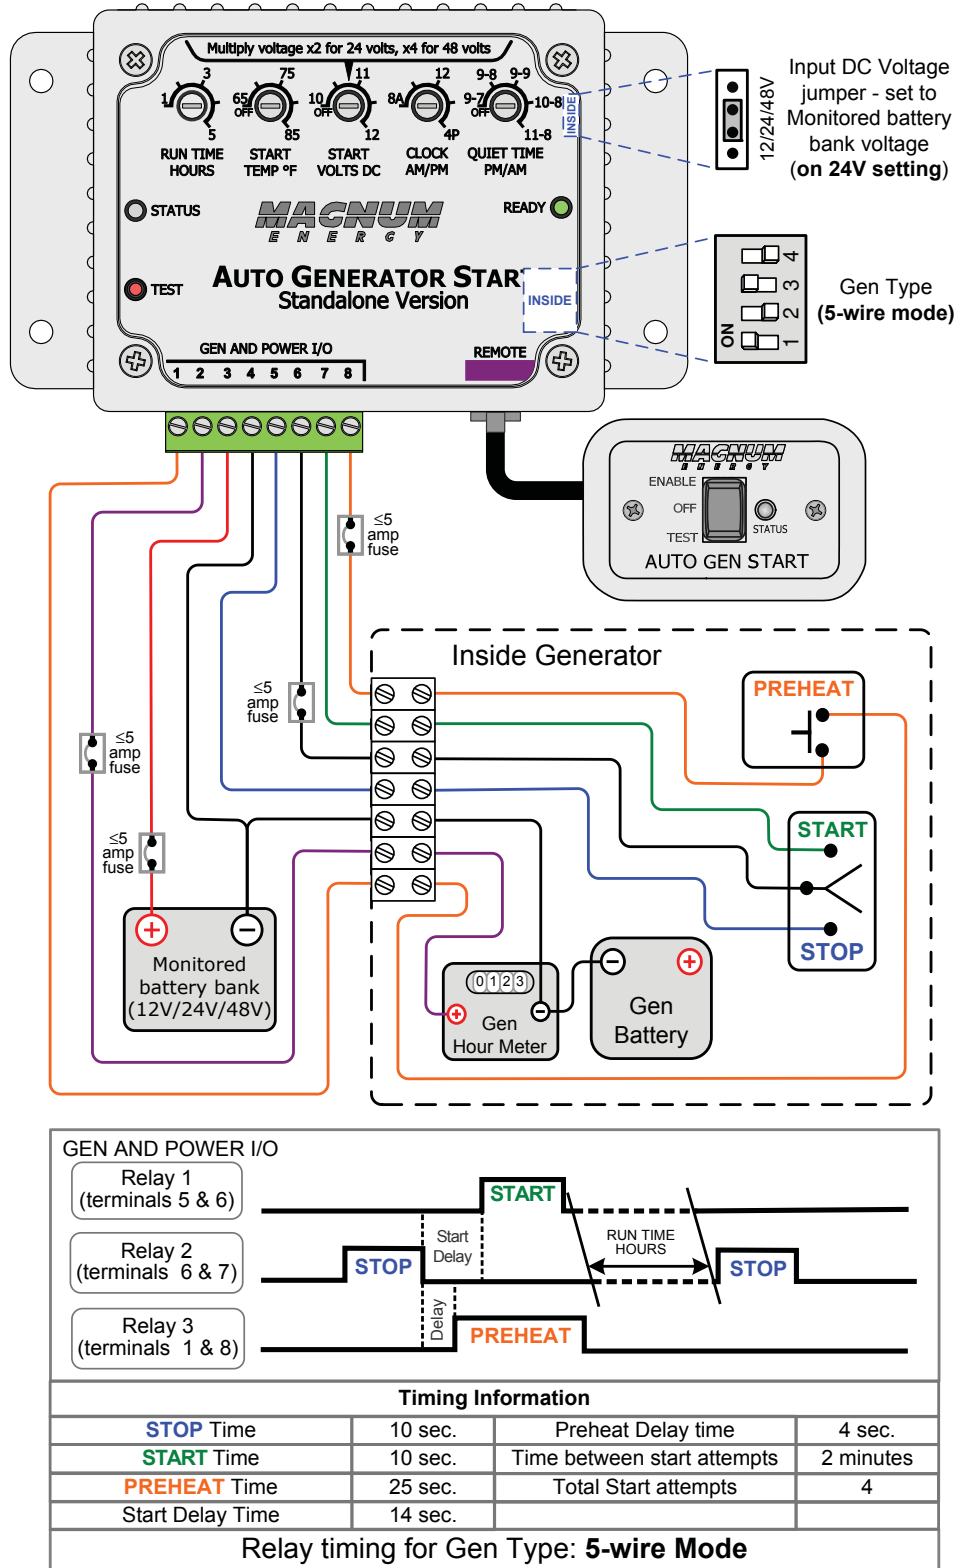 Multiply voltage x2 for 24 volts, x4 for 48 volts
3
1
5
RUN TIME
HOURS
75
65
OFF
85
START
TEMP ºF
11
10
OFF
12
START
VOLTS DC
12
8A
4P
CLOCK
AM/PM
9-8
9-9
9-7
OFF
10-8
11-8
QUIET TIME
PM/AM
INSIDE
12/24/48V
Input DC Voltage
jumper - set to
Monitored battery
bank voltage
(on 24V setting)
STATUS
MAGNUM
ENERGY
READY
TEST
AUTO GENERATOR STAR
Standalone Version
INSIDE
ON
4
3
2
1
Gen Type
(5-wire mode)
GEN AND POWER I/O
1 2 3 4 5 6 7 8
REMOTE
MAGNUM
ENERGY
ENABLE
OFF
TEST
STATUS
AUTO GEN START
≤5
amp
fuse
≤5
amp
fuse
≤5
amp
fuse
≤5
amp
fuse
Inside Generator
PREHEAT
START
STOP
Monitored
battery bank
(12V/24V/48V)
0 1 2 3
Gen
Hour Meter
Gen
Battery
GEN AND POWER I/O
Relay 1
(terminals 5 & 6)
START
Relay 2
(terminals 6 & 7)
STOP
Start
Delay
RUN TIME
HOURS
STOP
Relay 3
(terminals 1 & 8)
Delay
PREHEAT
Timing Information
STOP Time 10 sec. Preheat Delay time 4 sec.
START Time 10 sec. Time between start attempts 2 minutes
PREHEAT Time 25 sec. Total Start attempts 4
Start Delay Time 14 sec.
Relay timing for Gen Type: 5-wire Mode